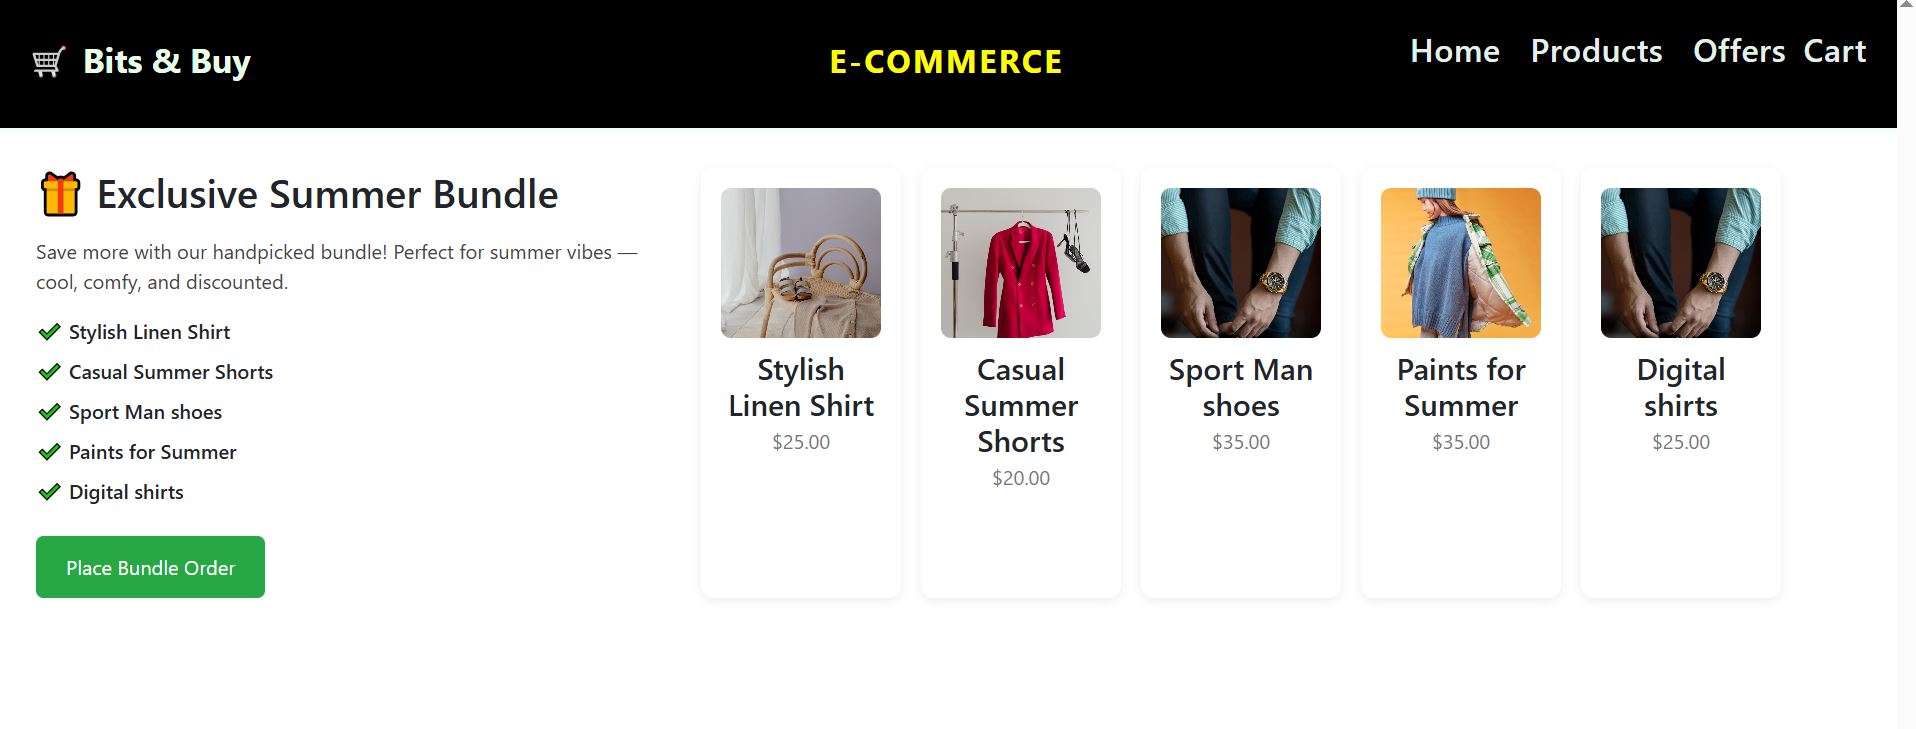 Bits & Buy
E-COMMERCE
Home Products Offers Cart
Exclusive Summer Bundle
Save more with our handpicked bundle! Perfect for summer vibes —
cool, comfy, and discounted.
Stylish Linen Shirt
Casual Summer Shorts
Sport Man shoes
Paints for Summer
Digital shirts
Place Bundle Order
Stylish
Linen Shirt
$25.00
Casual
Summer
Shorts
$20.00
Sport Man
shoes
$35.00
Paints for
Summer
$35.00
Digital
shirts
$25.00